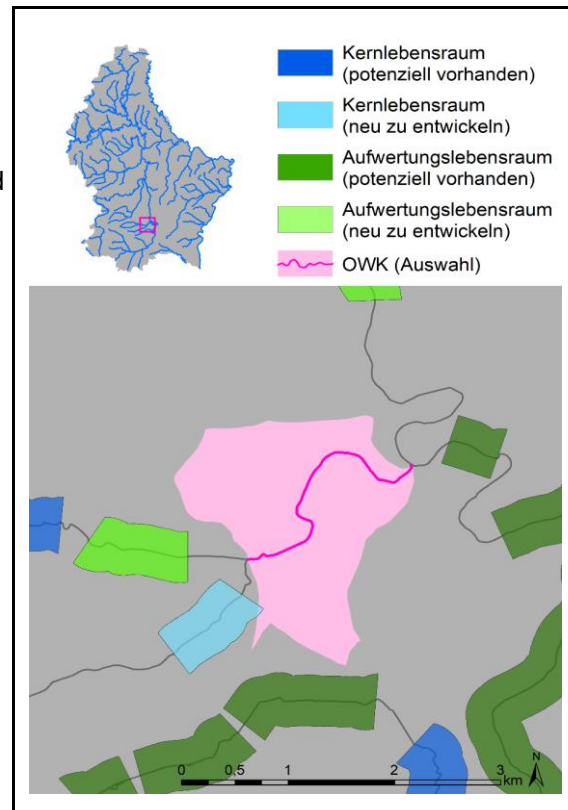 Kernlebensraum
(potenziell vorhanden)
Kernlebensraum
(neu zu entwickeln)
Aufwertungslebensraum
(potenziell vorhanden)
Aufwertungslebensraum
(neu zu entwickeln)
OWK (Auswahl)
N
0 0,5 1 2 3
km